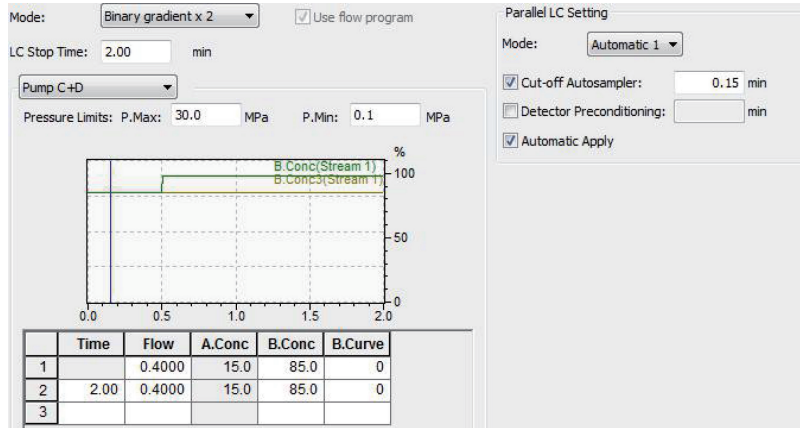 Mode: Binary gradient x 2 Use flow program
LC Stop Time: 2.00 min
Pump C+D
Pressure Limits: P.Max: 30.0 MPa P.Min: 0.1 MPa
%
B.Conc(Stream 1)
B.Conc3(Stream 1)
100
50
0
0.0 0.5 1.0 1.5 2.0
Time Flow A.Conc B.Conc B.Curve
1 0.4000 15.0 85.0 0
2 2.00 0.4000 15.0 85.0 0
3
Parallel LC Setting
Mode: Automatic 1
Cut-off Autosampler: 0.15 min
Detector Preconditioning: min
Automatic Apply